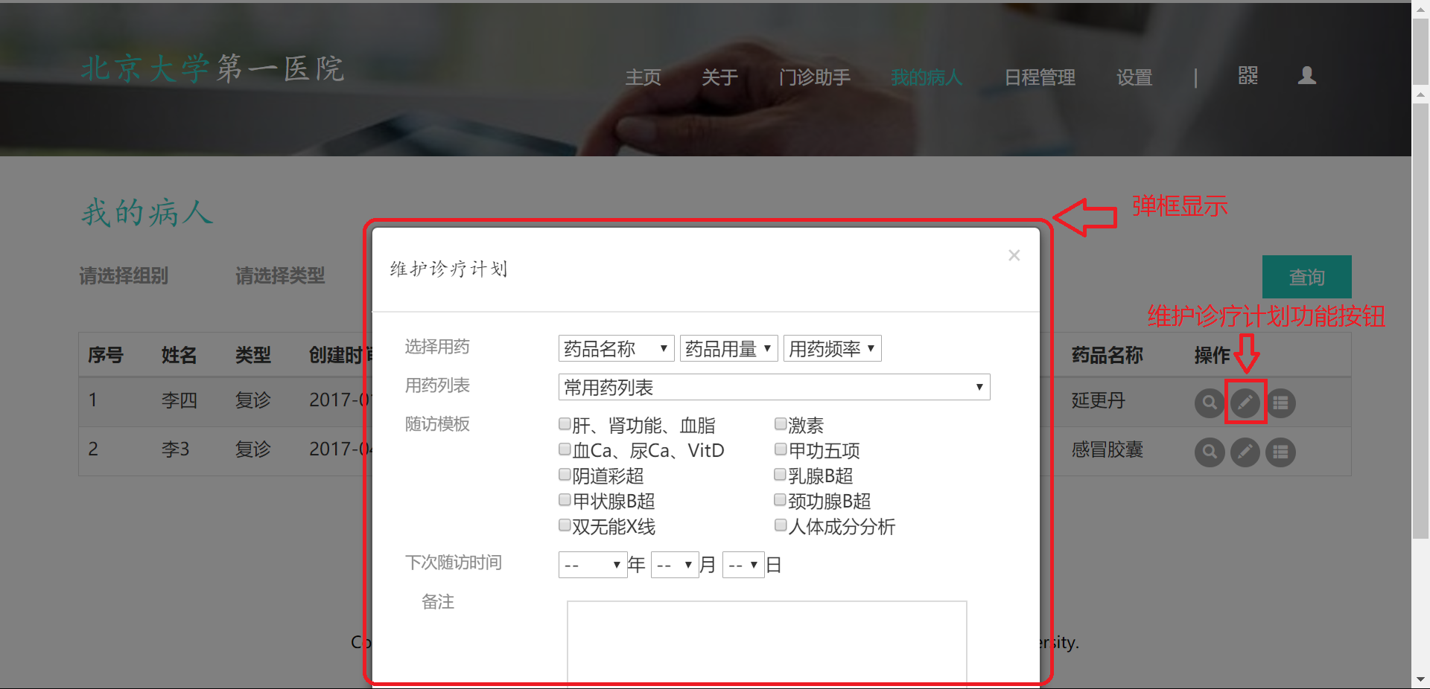 北京大学第一医院
主页 关于 门诊助手 我的病人 日程管理 设置 |
我的病人
弹框显示
维护诊疗计划
×
请选择组别 请选择类型
查询
维护诊疗计划功能按钮
序号 姓名 类型 创建时间 药品名称 操作
1 李四 复诊 2017-0 延更丹
2 李3 复诊 2017-0 感冒胶囊
选择用药 药品名称 药品用量 用药频率
用药列表 常用药列表
随访模板
肝、肾功能、血脂 激素
血Ca、尿Ca、VitD 甲功五项
阴道彩超 乳腺B超
甲状腺B超 颈功腺B超
双无能X线 人体成分分析
下次随访时间 -- 年 -- 月 -- 日
备注
Co ersity.